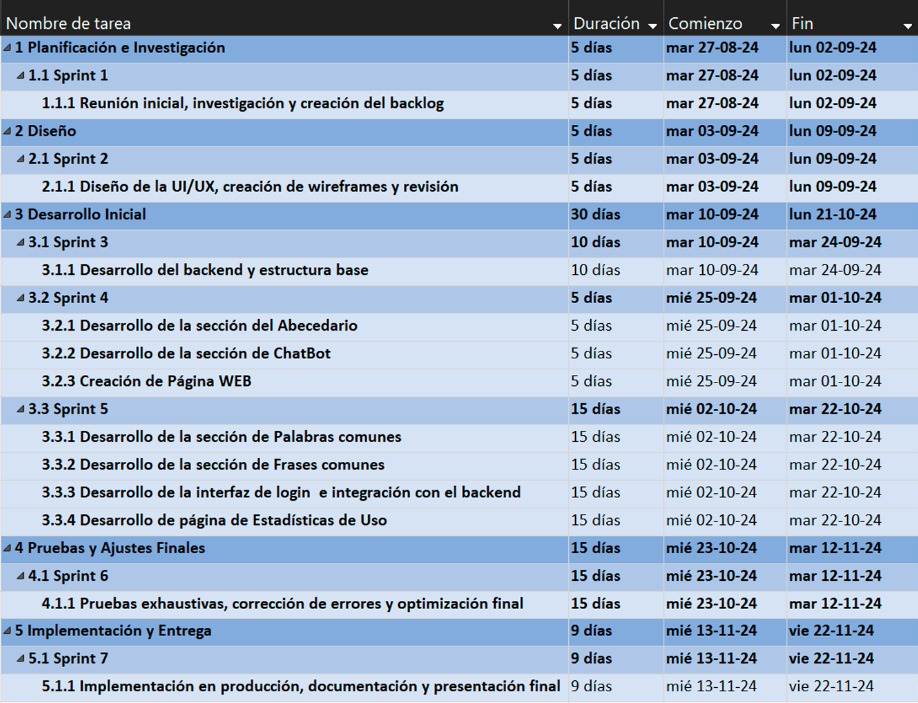 Nombre de tarea Duración Comienzo Fin
1 Planificación e Investigación 5 días mar 27-08-24 lun 02-09-24
1.1 Sprint 1 5 días mar 27-08-24 lun 02-09-24
1.1.1 Reunión inicial, investigación y creación del backlog 5 días mar 27-08-24 lun 02-09-24
2 Diseño 5 días mar 03-09-24 lun 09-09-24
2.1 Sprint 2 5 días mar 03-09-24 lun 09-09-24
2.1.1 Diseño de la UI/UX, creación de wireframes y revisión 5 días mar 03-09-24 lun 09-09-24
3 Desarrollo Inicial 30 días mar 10-09-24 lun 21-10-24
3.1 Sprint 3 10 días mar 10-09-24 mar 24-09-24
3.1.1 Desarrollo del backend y estructura base 10 días mar 10-09-24 mar 24-09-24
3.2 Sprint 4 5 días mié 25-09-24 mar 01-10-24
3.2.1 Desarrollo de la sección del Abecedario 5 días mié 25-09-24 mar 01-10-24
3.2.2 Desarrollo de la sección de ChatBot 5 días mié 25-09-24 mar 01-10-24
3.2.3 Creación de Página WEB 5 días mié 25-09-24 mar 01-10-24
3.3 Sprint 5 15 días mié 02-10-24 mar 22-10-24
3.3.1 Desarrollo de la sección de Palabras comunes 15 días mié 02-10-24 mar 22-10-24
3.3.2 Desarrollo de la sección de Frases comunes 15 días mié 02-10-24 mar 22-10-24
3.3.3 Desarrollo de la interfaz de login e integración con el backend 15 días mié 02-10-24 mar 22-10-24
3.3.4 Desarrollo de página de Estadísticas de Uso 15 días mié 02-10-24 mar 22-10-24
4 Pruebas y Ajustes Finales 15 días mié 23-10-24 mar 12-11-24
4.1 Sprint 6 15 días mié 23-10-24 mar 12-11-24
4.1.1 Pruebas exhaustivas, corrección de errores y optimización final 15 días mié 23-10-24 mar 12-11-24
5 Implementación y Entrega 9 días mié 13-11-24 vie 22-11-24
5.1 Sprint 7 9 días mié 13-11-24 vie 22-11-24
5.1.1 Implementación en producción, documentación y presentación final 9 días mié 13-11-24 vie 22-11-24